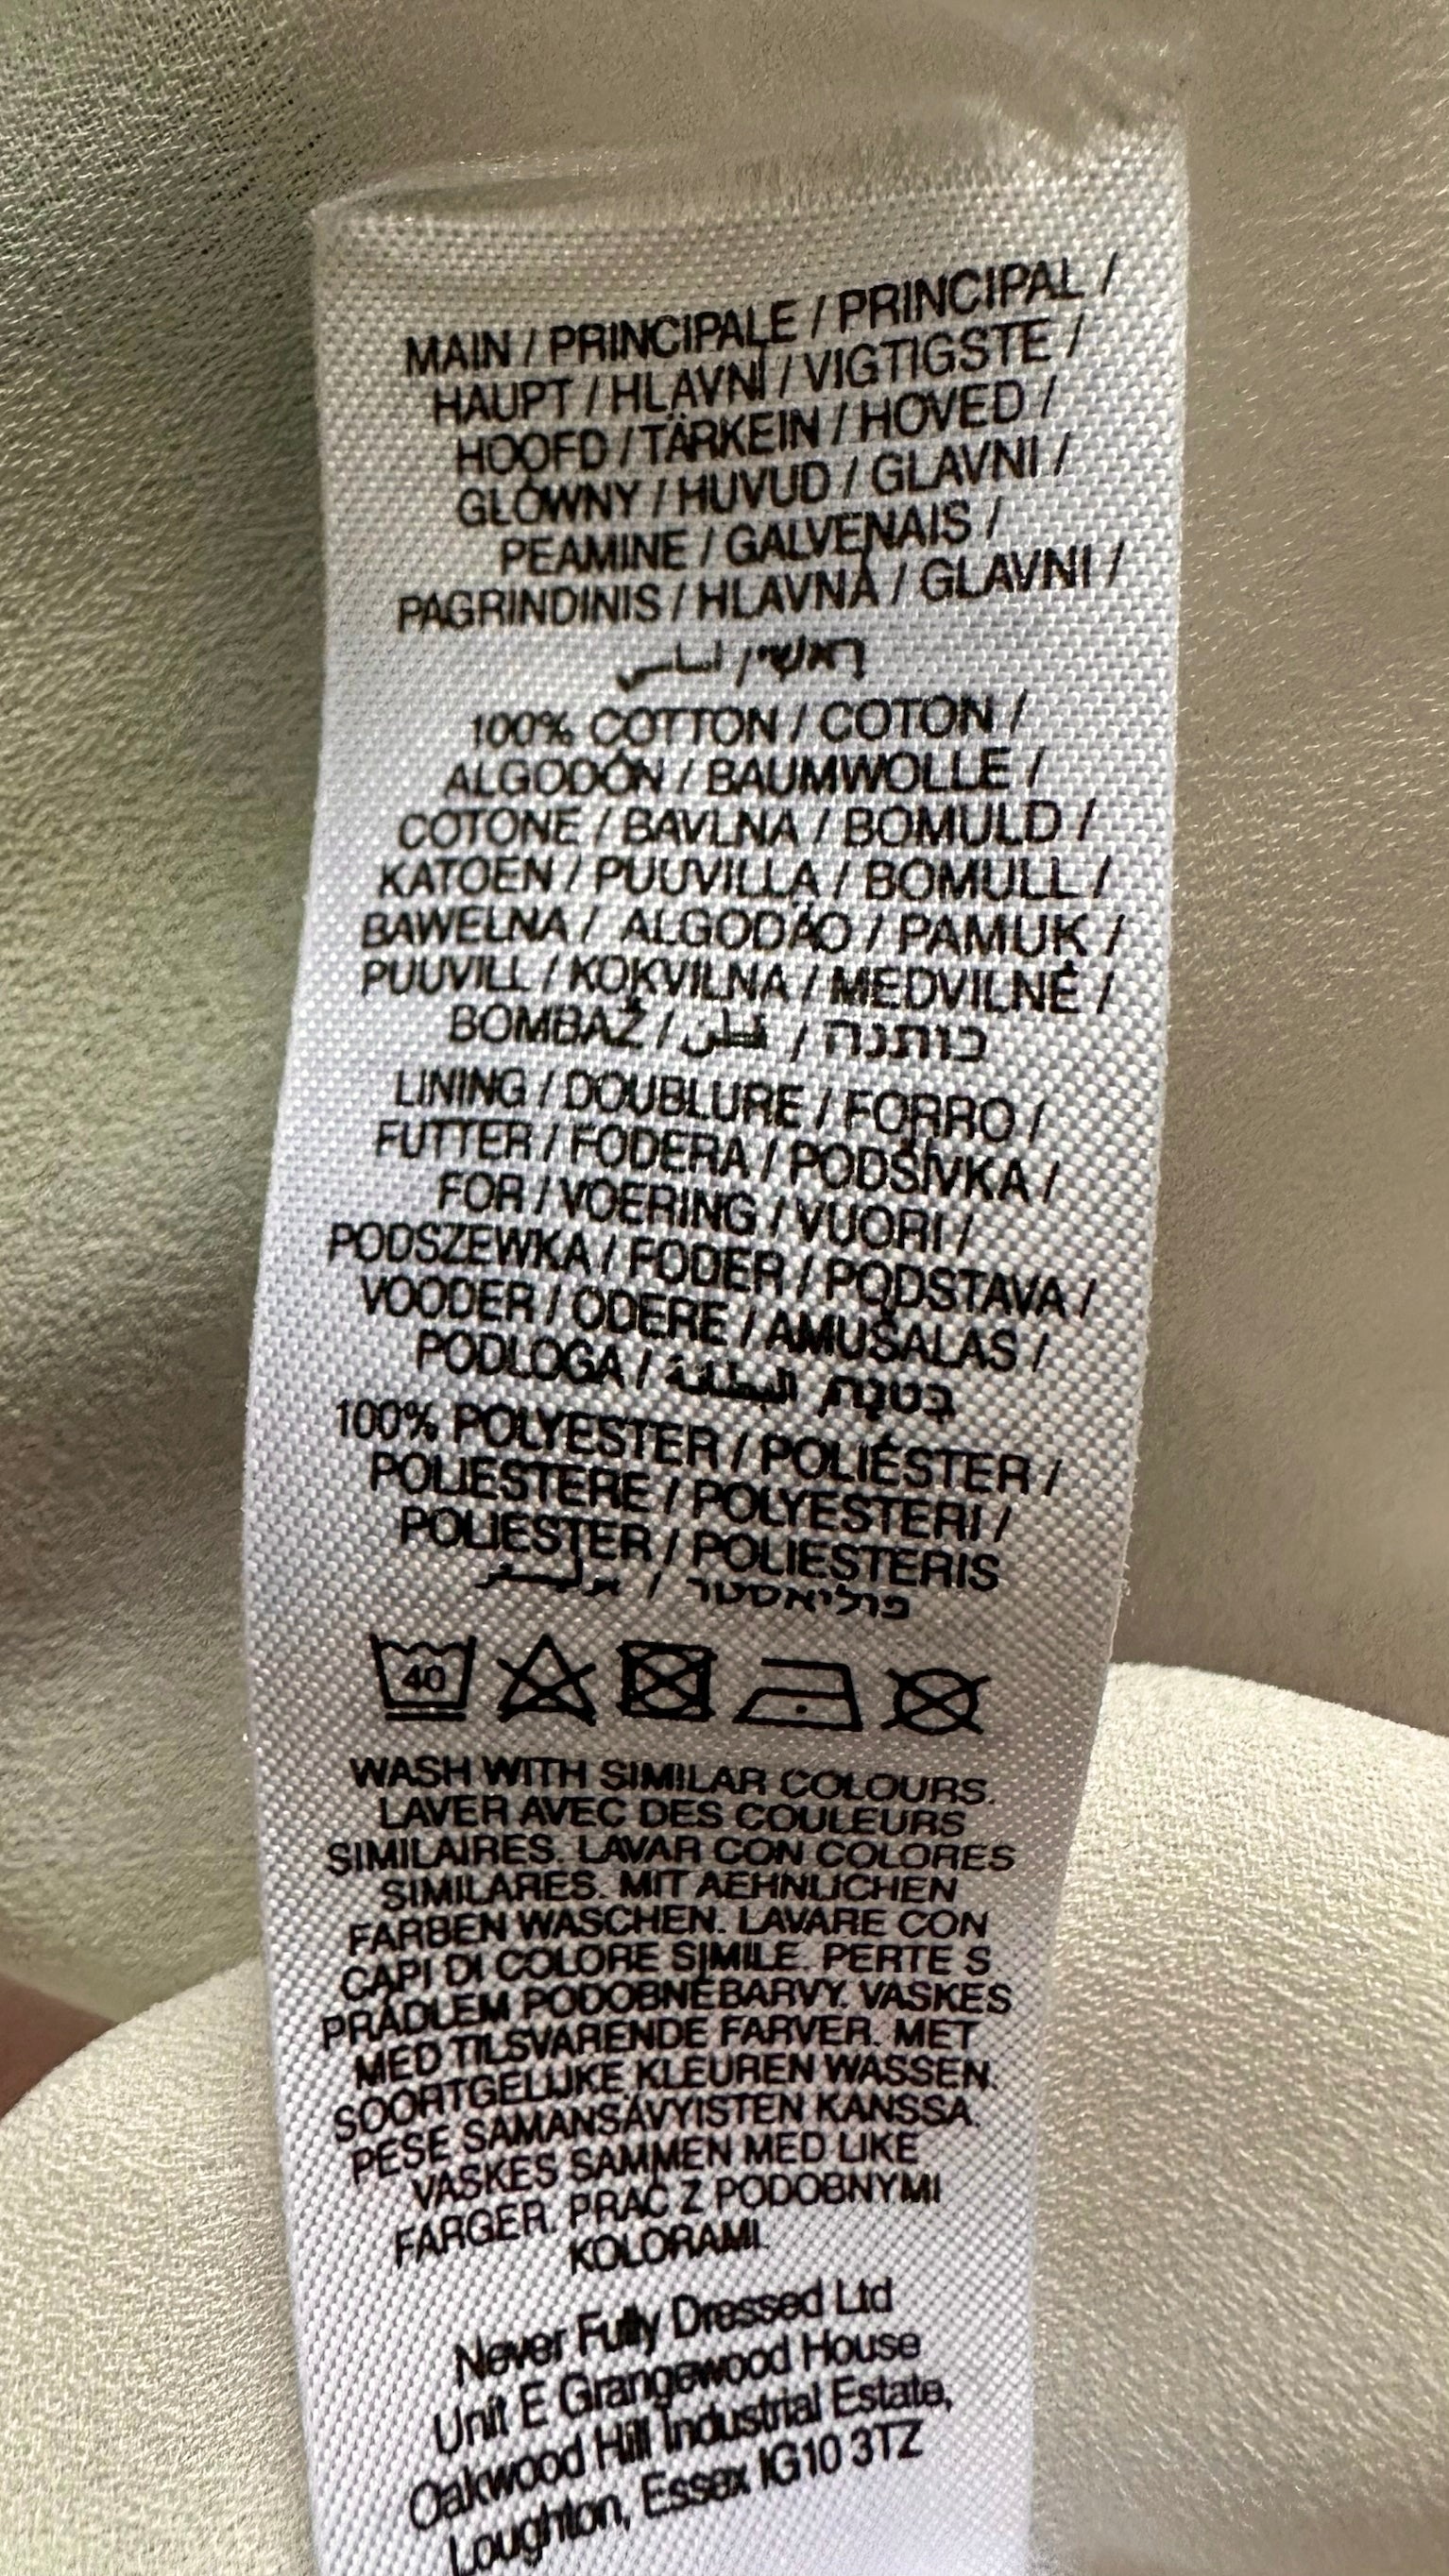 MAIN / PRINCIPALE / PRINCIPAL /
HAUPT / HLAVNÍ / VIGTIGSTE /
HOOFD / TÄRKEIN / HOVED /
GLÓWNY / HUVUD / GLAVNI /
PEAMINE / GALVENAIS /
PAGRINDINIS / HLAVNÁ / GLAVNI /
ראשי /
100% COTTON / COTON /
ALGODÓN / BAUMWOLLE /
COTONE / BAVLNA / BOMULD /
KATOEN / PUUVILLA / BOMULL /
BAWELNA / ALGODÃO / PAMUK /
PUUVILL / KOKVILNA / MEDVILNĖ /
BOMBAŽ / قطن / כותנה
LINING / DOUBLURE / FORRO /
FUTTER / FODERA / PODŠÍVKA /
FOR / VOERING / VUORI /
PODSZEWKA / FODER / PODSTAVA /
VOODER / ODERE / AMUŠALAS /
PODLOGA / البطانة
100% POLYESTER / POLIÉSTER /
POLIESTERE / POLYESTERI /
POLIESTER / POLIESTERIS
/ פוליאסטר
40
WASH WITH SIMILAR COLOURS.
LAVER AVEC DES COULEURS
SIMILAIRES. LAVAR CON COLORES
SIMILARES. MIT AEHNLICHEN
FARBEN WASCHEN. LAVARE CON
CAPI DI COLORE SIMILE. PERTE S
PRÁDLEM PODOBNÉBARVY. VASKES
MED TILSVARENDE FARVER. MET
SOORTGELIJKE KLEUREN WASSEN.
PESE SAMANSÄVYISTEN KANSSA.
VASKES SAMMEN MED LIKE
FARGER. PRAĆ Z PODOBNYMI
KOLORAMI.
Never Fully Dressed Ltd
Unit E Grangewood House
Oakwood Hill Industrial Estate,
Loughton, Essex IG10 3TZ